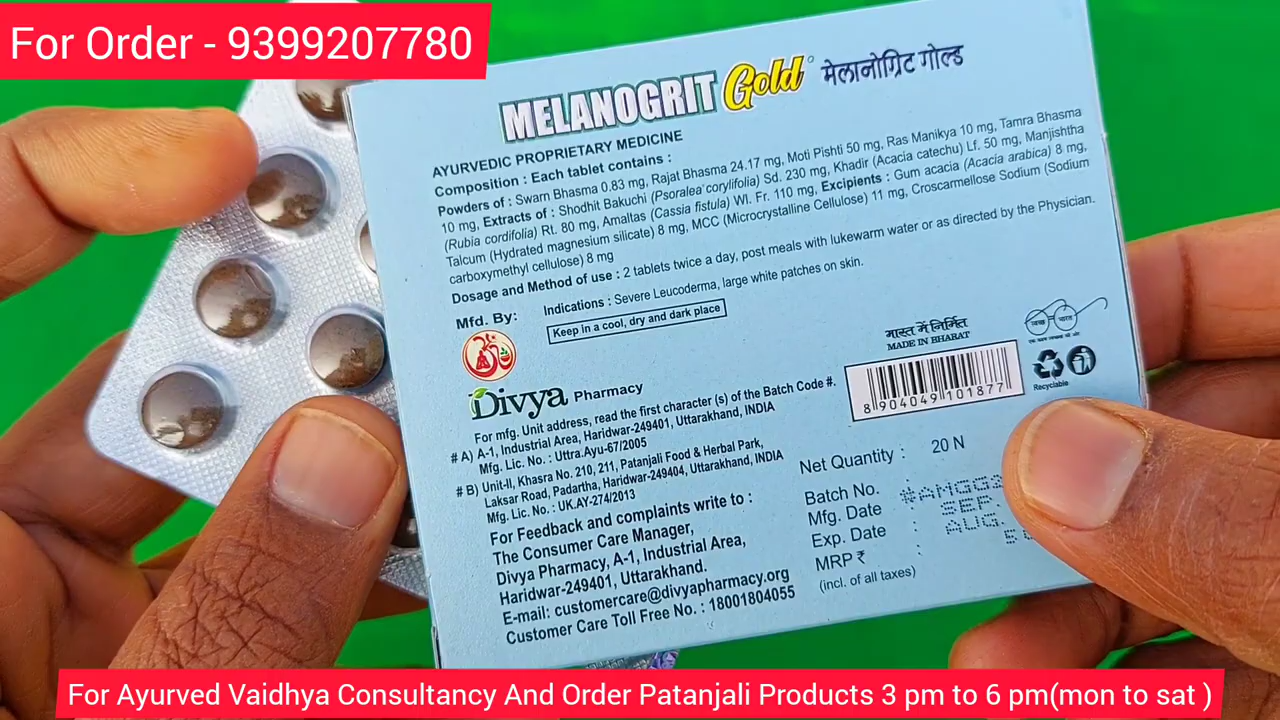 For Order - 9399207780
MELANOGRIT Gold मेलानोग्रिट गोल्ड
AYURVEDIC PROPRIETARY MEDICINE
Composition : Each tablet contains :
Powders of : Swarn Bhasma 0.83 mg, Rajat Bhasma 24.17 mg, Moti Pishti 50 mg, Ras Manikya 10 mg, Tamra Bhasma
10 mg, Extracts of : Shodhit Bakuchi (Psoralea corylifolia) Sd. 230 mg, Khadir (Acacia catechu) Lf. 50 mg, Manjishtha
(Rubia cordifolia) Rt. 80 mg, Amaltas (Cassia fistula) Wl. Fr. 110 mg, Excipients : Gum acacia (Acacia arabica) 8 mg,
Talcum (Hydrated magnesium silicate) 8 mg, MCC (Microcrystalline Cellulose) 11 mg, Croscarmellose Sodium (Sodium
carboxymethyl cellulose) 8 mg
Dosage and Method of use : 2 tablets twice a day, post meals with lukewarm water or as directed by the Physician.
Indications : Severe Leucoderma, large white patches on skin.
Keep in a cool, dry and dark place
Mfd. By:
Divya Pharmacy
For mfg. Unit address, read the first character (s) of the Batch Code #.
# A) A-1, Industrial Area, Haridwar-249401, Uttarakhand, INDIA
Mfg. Lic. No. : Uttra.Ayu-67/2005
# B) Unit-II, Khasra No. 210, 211, Patanjali Food & Herbal Park,
Laksar Road, Padartha, Haridwar-249404, Uttarakhand, INDIA
Mfg. Lic. No. : UK.AY-274/2013
For Feedback and complaints write to :
The Consumer Care Manager,
Divya Pharmacy, A-1, Industrial Area,
Haridwar-249401, Uttarakhand.
E-mail: customercare@divyapharmacy.org
Customer Care Toll Free No. : 18001804055
भारत में निर्मित
MADE IN BHARAT
स्वच्छ भारत
8 904049 101877
Recyclable
Net Quantity : 20 N
Batch No. : #AMGG
Mfg. Date : SEP.
Exp. Date : AUG.
MRP ₹ :
(incl. of all taxes)
For Ayurved Vaidhya Consultancy And Order Patanjali Products 3 pm to 6 pm(mon to sat )